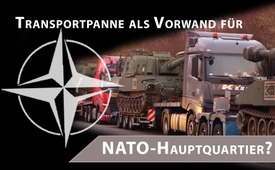 Transportpanne als Vorwand für
NATO-Hauptquartier?